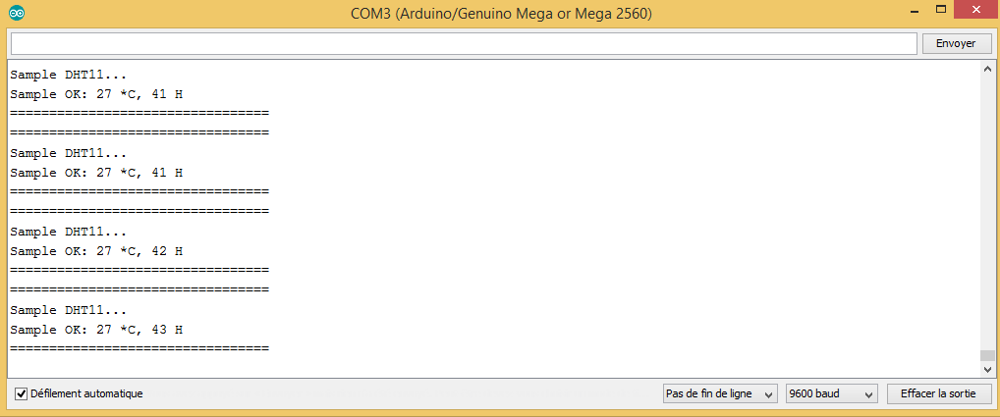 COM3 (Arduino/Genuino Mega or Mega 2560)
Envoyer
Sample DHT11...
Sample OK: 27 *C, 41 H
=================================
=================================
Sample DHT11...
Sample OK: 27 *C, 41 H
=================================
=================================
Sample DHT11...
Sample OK: 27 *C, 42 H
=================================
=================================
Sample DHT11...
Sample OK: 27 *C, 43 H
=================================
Défilement automatique
Pas de fin de ligne
9600 baud
Effacer la sortie